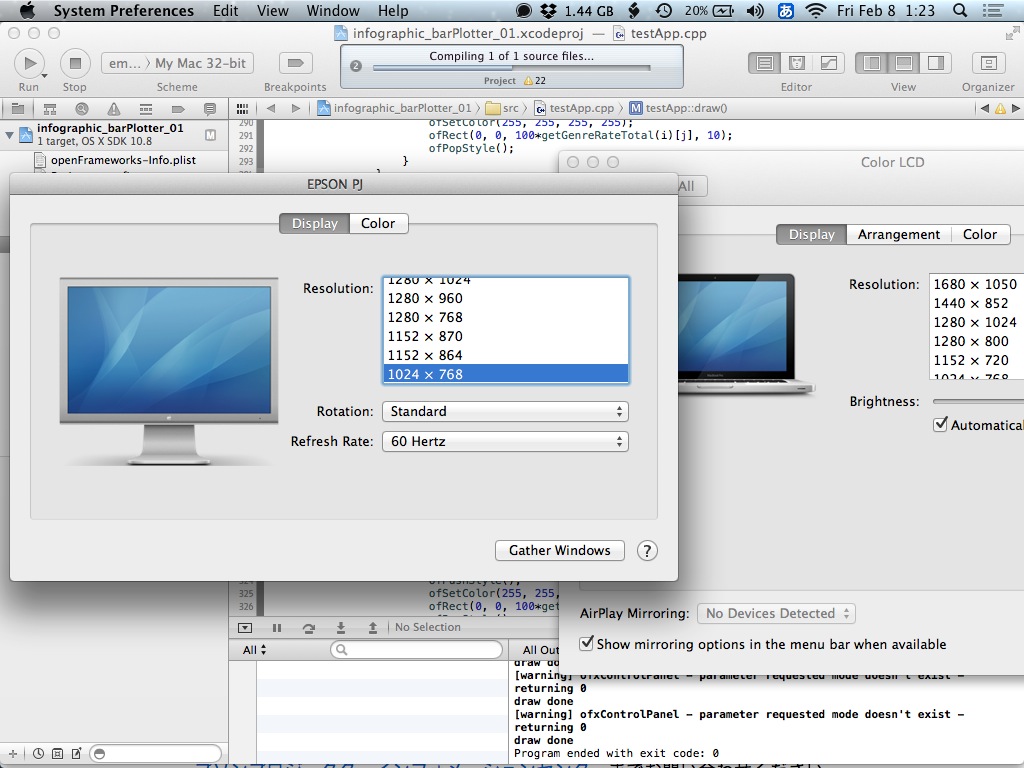 System Preferences Edit View Window Help 1.44 GB 20% あ Fri Feb 8 1:23
infographic_barPlotter_01.xcodeproj — testApp.cpp
em... 〉 My Mac 32-bit
Compiling 1 of 1 source files...
2
Project 22
Run Stop Scheme Breakpoints Editor View Organizer
infographic_barPlotter_01 〉 src 〉 testApp.cpp 〉 M testApp::draw()
infographic_barPlotter_01 M
1 target, OS X SDK 10.8
openFrameworks-Info.plist
290 ofSetColor(255, 255, 255, 255);
291 ofRect(0, 0, 100*getGenreRateTotal(i)[j], 10);
292 ofPopStyle();
293 }
EPSON PJ
Display Color
Resolution:
1280 × 1024
1280 × 960
1280 × 768
1152 × 870
1152 × 864
1024 × 768
Rotation: Standard
Refresh Rate: 60 Hertz
Gather Windows ?
Color LCD
All
Display Arrangement Color
Resolution:
1680 × 1050
1440 × 852
1280 × 1024
1280 × 800
1152 × 720
1024 × 768
Brightness:
Automatical
AirPlay Mirroring: No Devices Detected
Show mirroring options in the menu bar when available
324 ofPushStyle();
325 ofSetColor(255, 255,
326 ofRect(0, 0, 100*get
No Selection
All
All Out
draw done
[warning] ofxControlPanel - parameter requested mode doesn't exist -
returning 0
draw done
[warning] ofxControlPanel - parameter requested mode doesn't exist -
returning 0
draw done
Program ended with exit code: 0